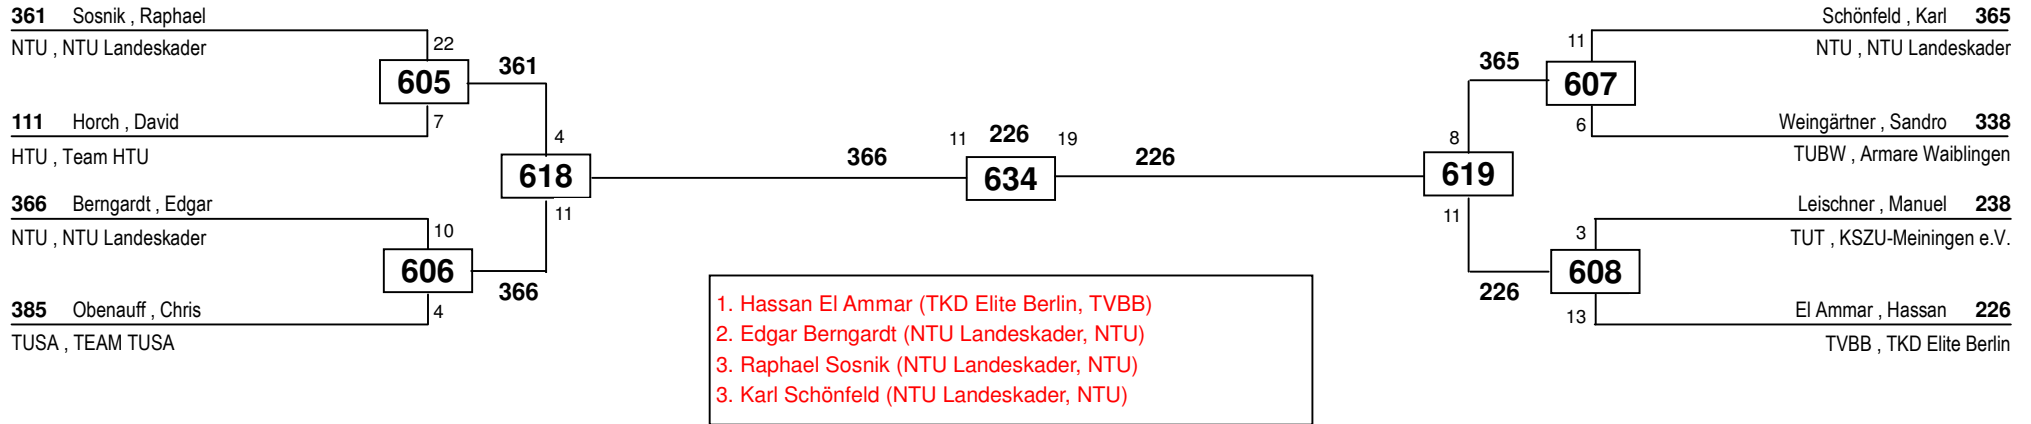 361 Sosnik , Raphael
NTU , NTU Landeskader
22
605
361
7
111 Horch , David
HTU , Team HTU
4
618
11
366 Berngardt , Edgar
NTU , NTU Landeskader
10
606
366
4
385 Obenauff , Chris
TUSA , TEAM TUSA
366
11 226 19
634
226
Schönfeld , Karl 365
NTU , NTU Landeskader
11
365
607
6
Weingärtner , Sandro 338
TUBW , Armare Waiblingen
8
619
11
Leischner , Manuel 238
TUT , KSZU-Meiningen e.V.
3
608
226
13
El Ammar , Hassan 226
TVBB , TKD Elite Berlin
1. Hassan El Ammar (TKD Elite Berlin, TVBB)
2. Edgar Berngardt (NTU Landeskader, NTU)
3. Raphael Sosnik (NTU Landeskader, NTU)
3. Karl Schönfeld (NTU Landeskader, NTU)